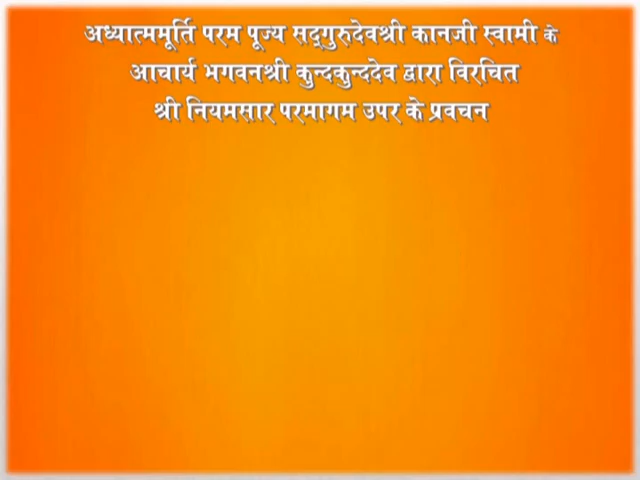 अध्यात्ममूर्ति परम पूज्य सद्‌गुरुदेवश्री कानजी स्वामी के
आचार्य भगवनश्री कुन्दकुन्ददेव द्वारा विरचित
श्री नियमसार परमागम उपर के प्रवचन